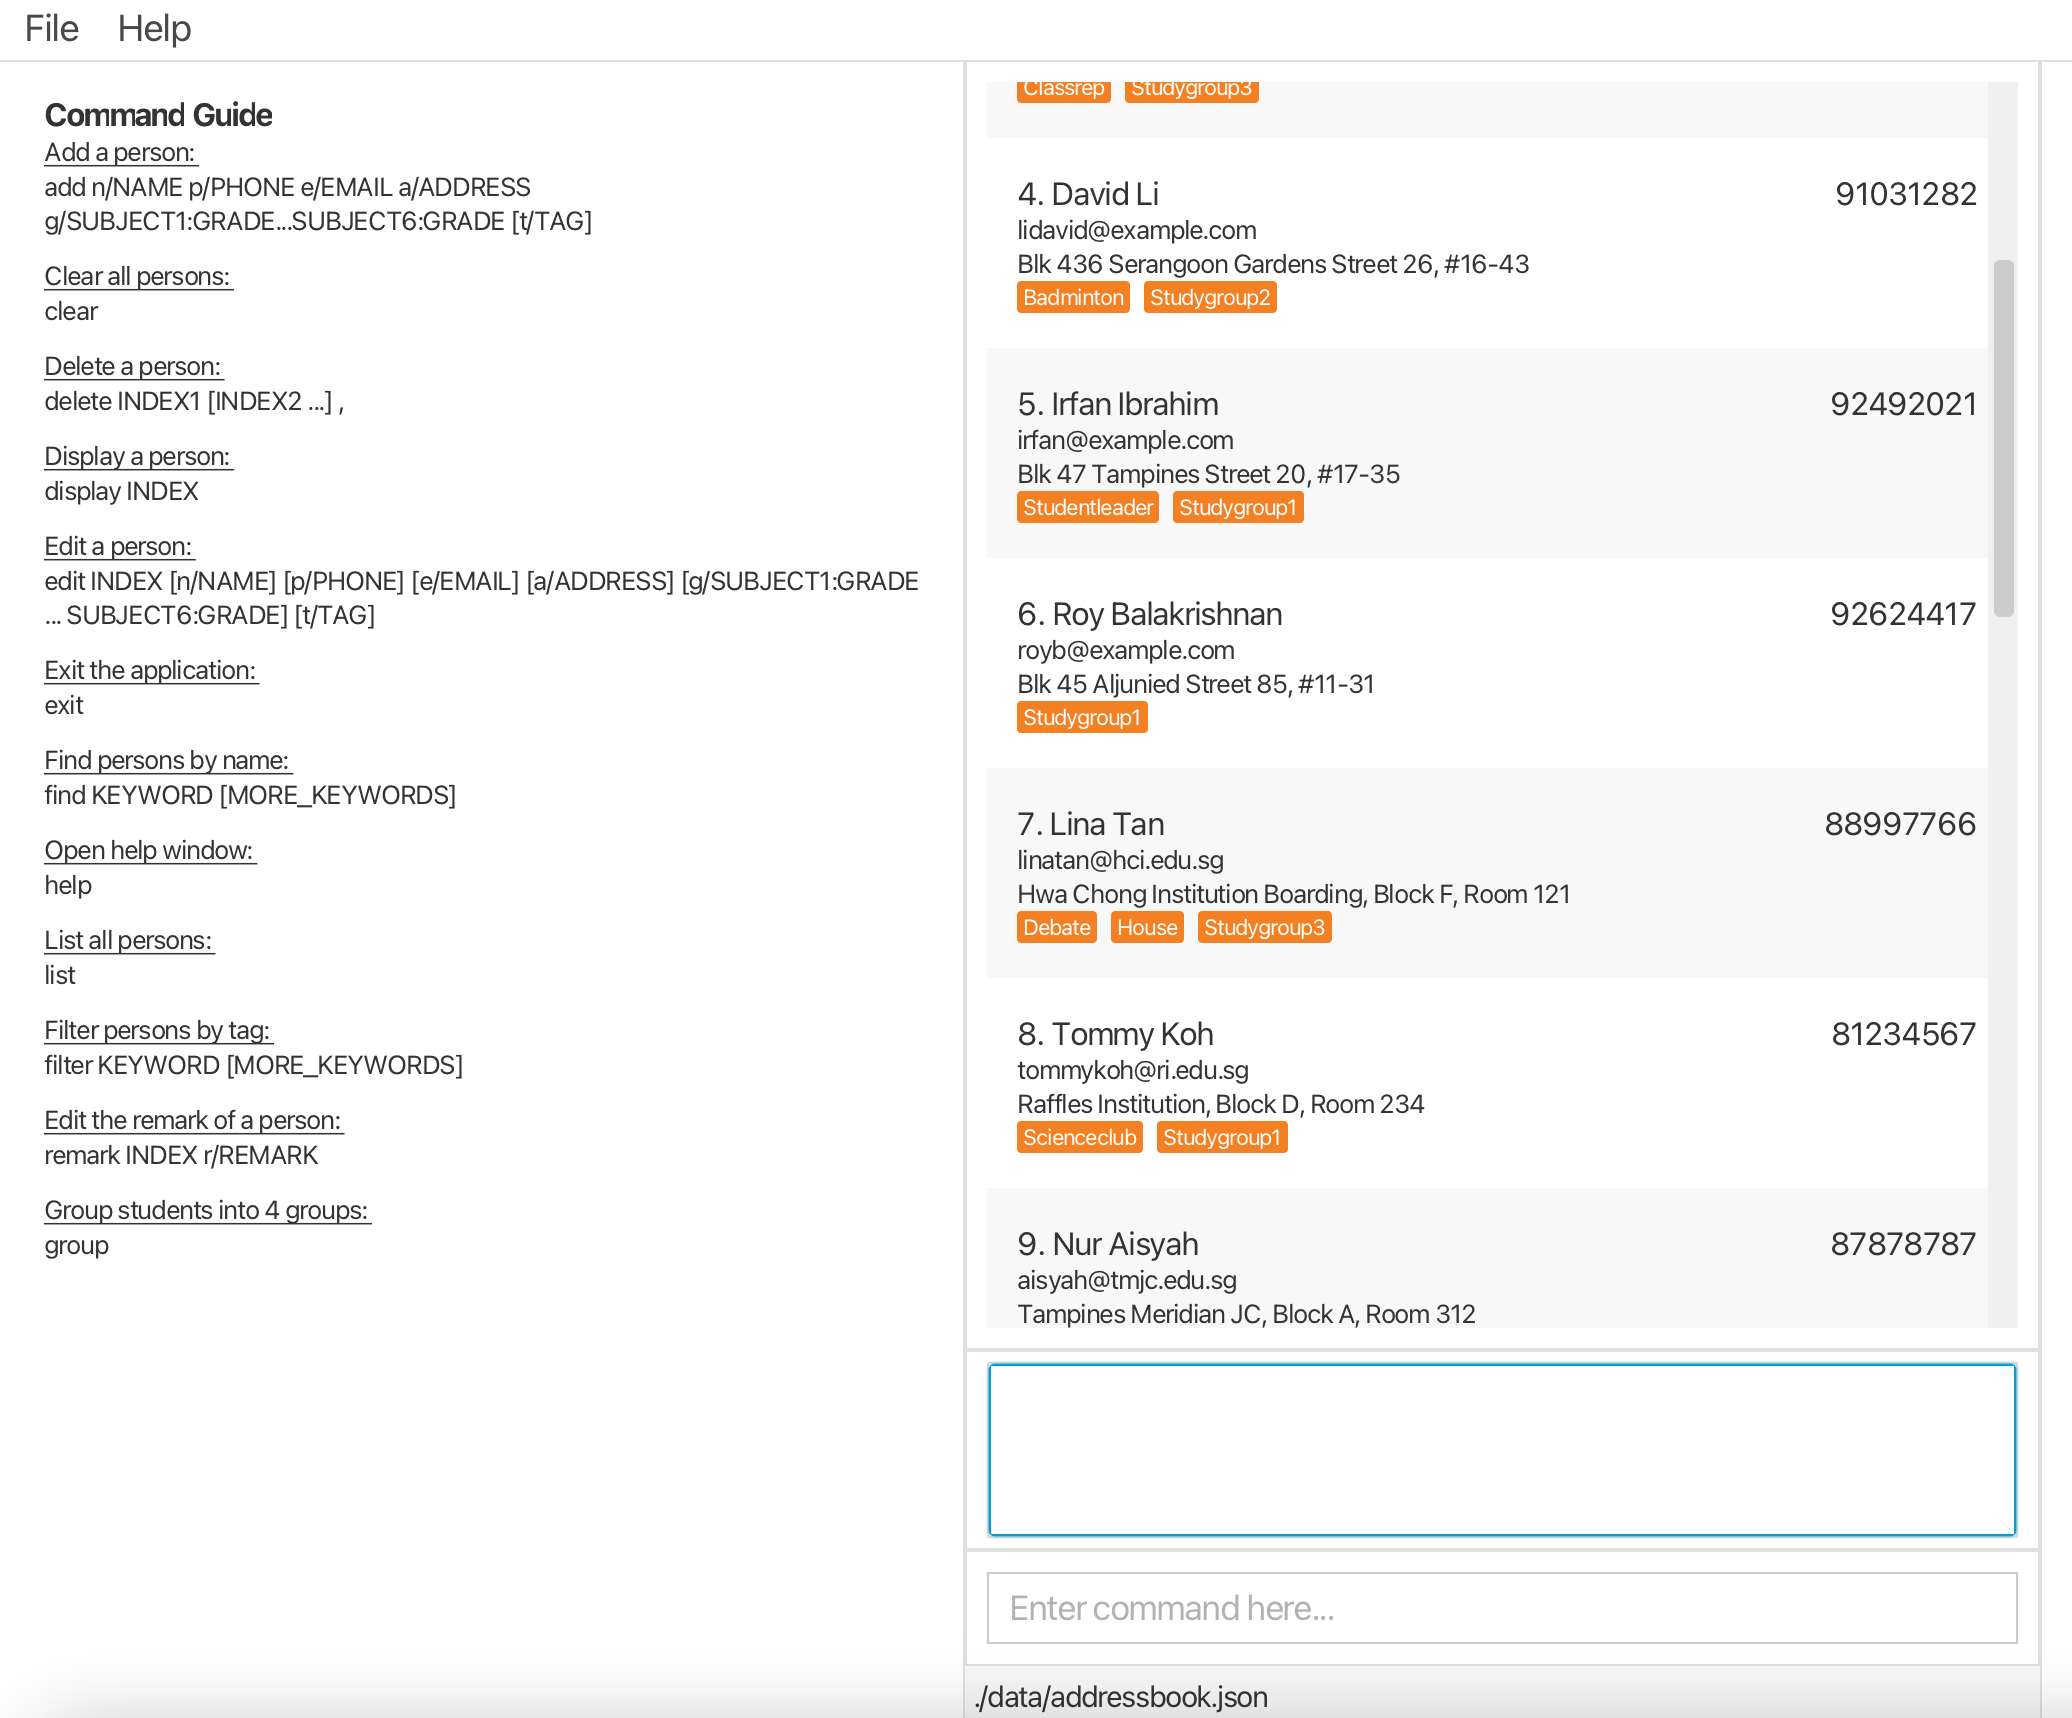 File Help
Command Guide
Add a person:
add n/NAME p/PHONE e/EMAIL a/ADDRESS
g/SUBJECT1:GRADE...SUBJECT6:GRADE [t/TAG]
Clear all persons:
clear
Delete a person:
delete INDEX1 [INDEX2 ...] ,
Display a person:
display INDEX
Edit a person:
edit INDEX [n/NAME] [p/PHONE] [e/EMAIL] [a/ADDRESS] [g/SUBJECT1:GRADE
... SUBJECT6:GRADE] [t/TAG]
Exit the application:
exit
Find persons by name:
find KEYWORD [MORE_KEYWORDS]
Open help window:
help
List all persons:
list
Filter persons by tag:
filter KEYWORD [MORE_KEYWORDS]
Edit the remark of a person:
remark INDEX r/REMARK
Group students into 4 groups:
group
Classrep Studygroup3
4. David Li 91031282
lidavid@example.com
Blk 436 Serangoon Gardens Street 26, #16-43
Badminton Studygroup2
5. Irfan Ibrahim 92492021
irfan@example.com
Blk 47 Tampines Street 20, #17-35
Studentleader Studygroup1
6. Roy Balakrishnan 92624417
royb@example.com
Blk 45 Aljunied Street 85, #11-31
Studygroup1
7. Lina Tan 88997766
linatan@hci.edu.sg
Hwa Chong Institution Boarding, Block F, Room 121
Debate House Studygroup3
8. Tommy Koh 81234567
tommykoh@ri.edu.sg
Raffles Institution, Block D, Room 234
Scienceclub Studygroup1
9. Nur Aisyah 87878787
aisyah@tmjc.edu.sg
Tampines Meridian JC, Block A, Room 312
Enter command here...
./data/addressbook.json